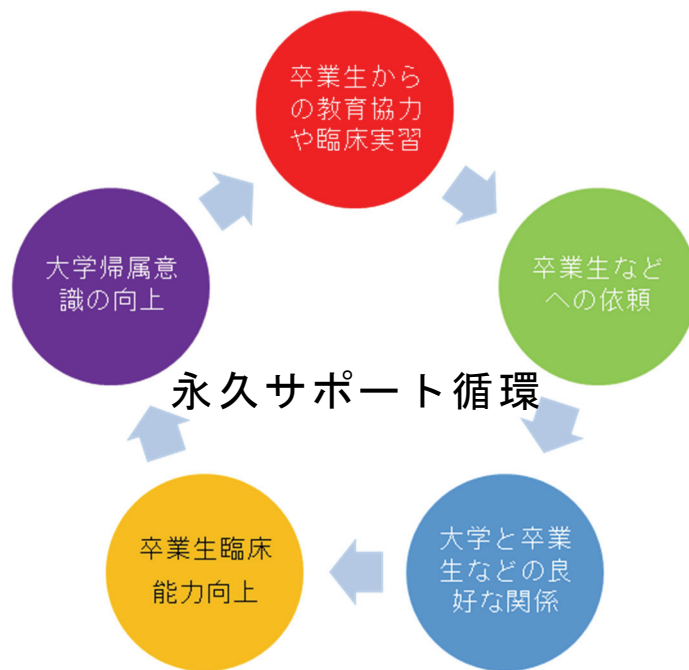 卒業生から
の教育協力
や臨床実習
卒業生など
への依頼
大学と卒業
生などの良
好な関係
卒業生臨床
能力向上
大学帰属意
識の向上
永久サポート循環